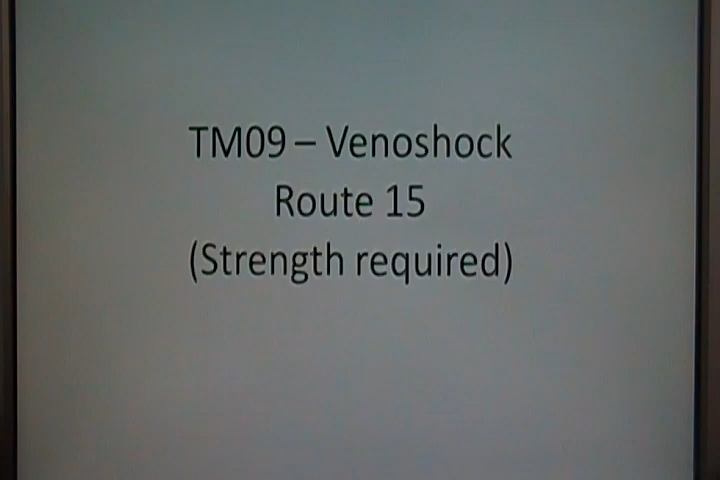 TM09 – Venoshock
Route 15
(Strength required)